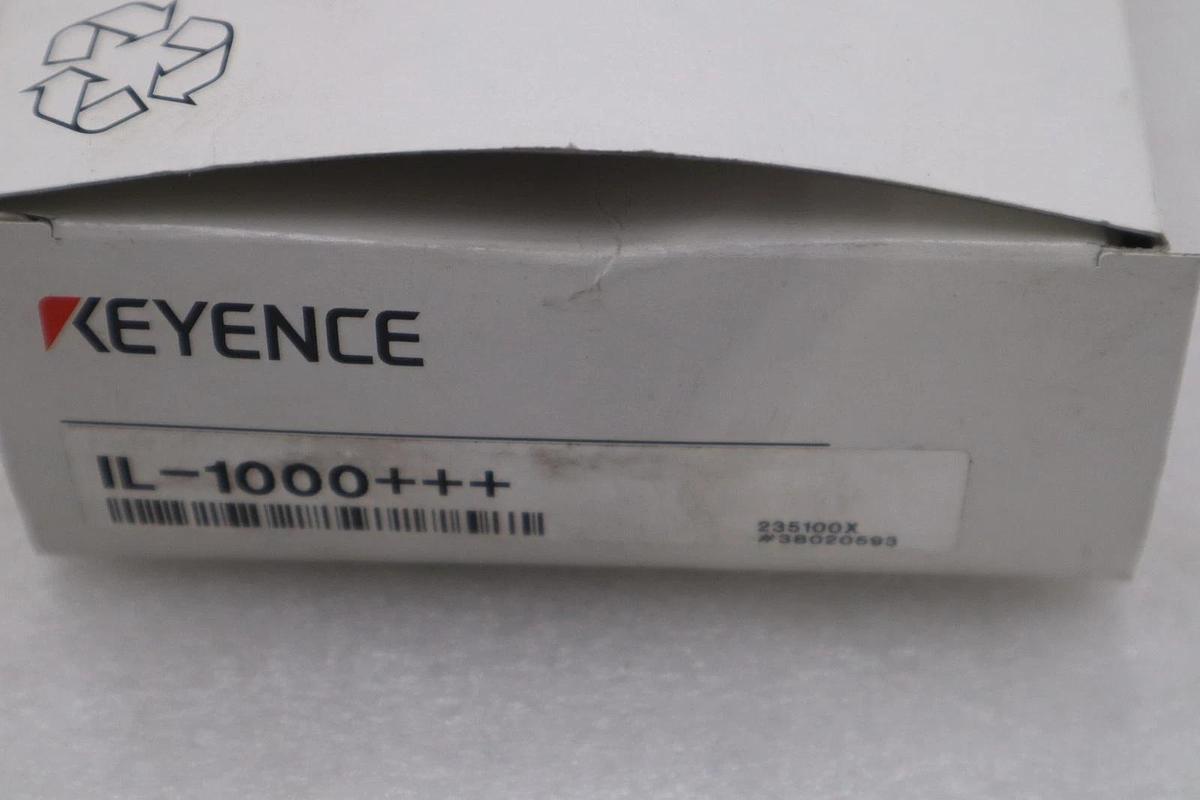 KEYENCE
IL-1000+++
235100X
#38020593